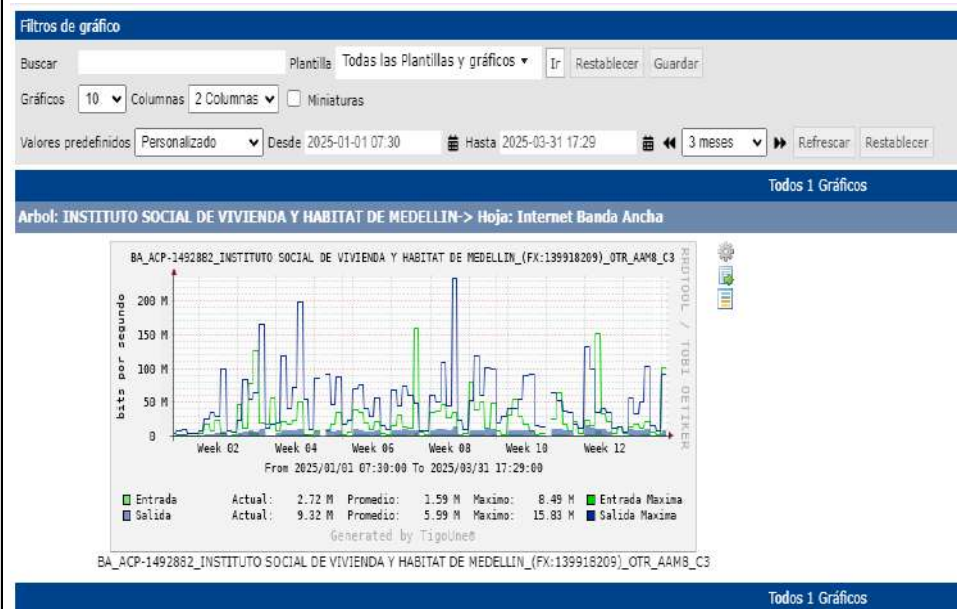 Filtros de gráfico
Buscar Plantilla Todas las Plantillas y gráficos Ir Restablecer Guardar
Gráficos 10 Columnas 2 Columnas Miniaturas
Valores predefinidos Personalizado Desde 2025-01-01 07:30 Hasta 2025-03-31 17:29 3 meses Refrescar Restablecer
Todos 1 Gráficos
Arbol: INSTITUTO SOCIAL DE VIVIENDA Y HABITAT DE MEDELLIN-> Hoja: Internet Banda Ancha
BA_ACP-1492882_INSTITUTO SOCIAL DE VIVIENDA Y HABITAT DE MEDELLIN_(FX:139918209)_OTR_AAM8_C3
RRDTOOL / TOBI OETIKER
bits por segundo
200 M
150 M
100 M
50 M
0
Week 02 Week 04 Week 06 Week 08 Week 10 Week 12
From 2025/01/01 07:30:00 To 2025/03/31 17:29:00
Entrada Actual: 2.72 M Promedio: 1.59 M Maximo: 8.49 M Entrada Maxima
Salida Actual: 9.32 M Promedio: 5.99 M Maximo: 15.83 M Salida Maxima
Generated by TigoUne®
BA_ACP-1492882_INSTITUTO SOCIAL DE VIVIENDA Y HABITAT DE MEDELLIN_(FX:139918209)_OTR_AAM8_C3
Todos 1 Gráficos